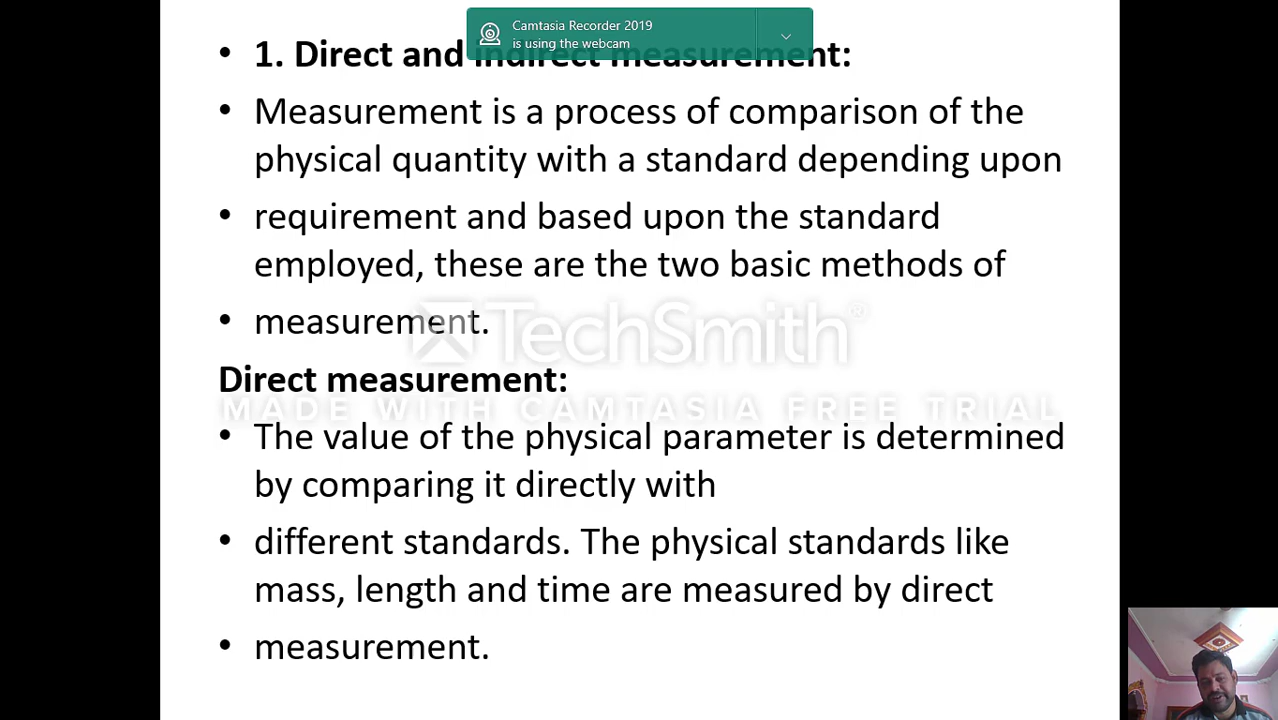 Camtasia Recorder 2019
is using the webcam
• 1. Direct and indirect measurement:
• Measurement is a process of comparison of the
physical quantity with a standard depending upon
• requirement and based upon the standard
employed, these are the two basic methods of
• measurement.
TechSmith®
Direct measurement:
MADE WITH CAMTASIA FREE TRIAL
• The value of the physical parameter is determined
by comparing it directly with
• different standards. The physical standards like
mass, length and time are measured by direct
• measurement.